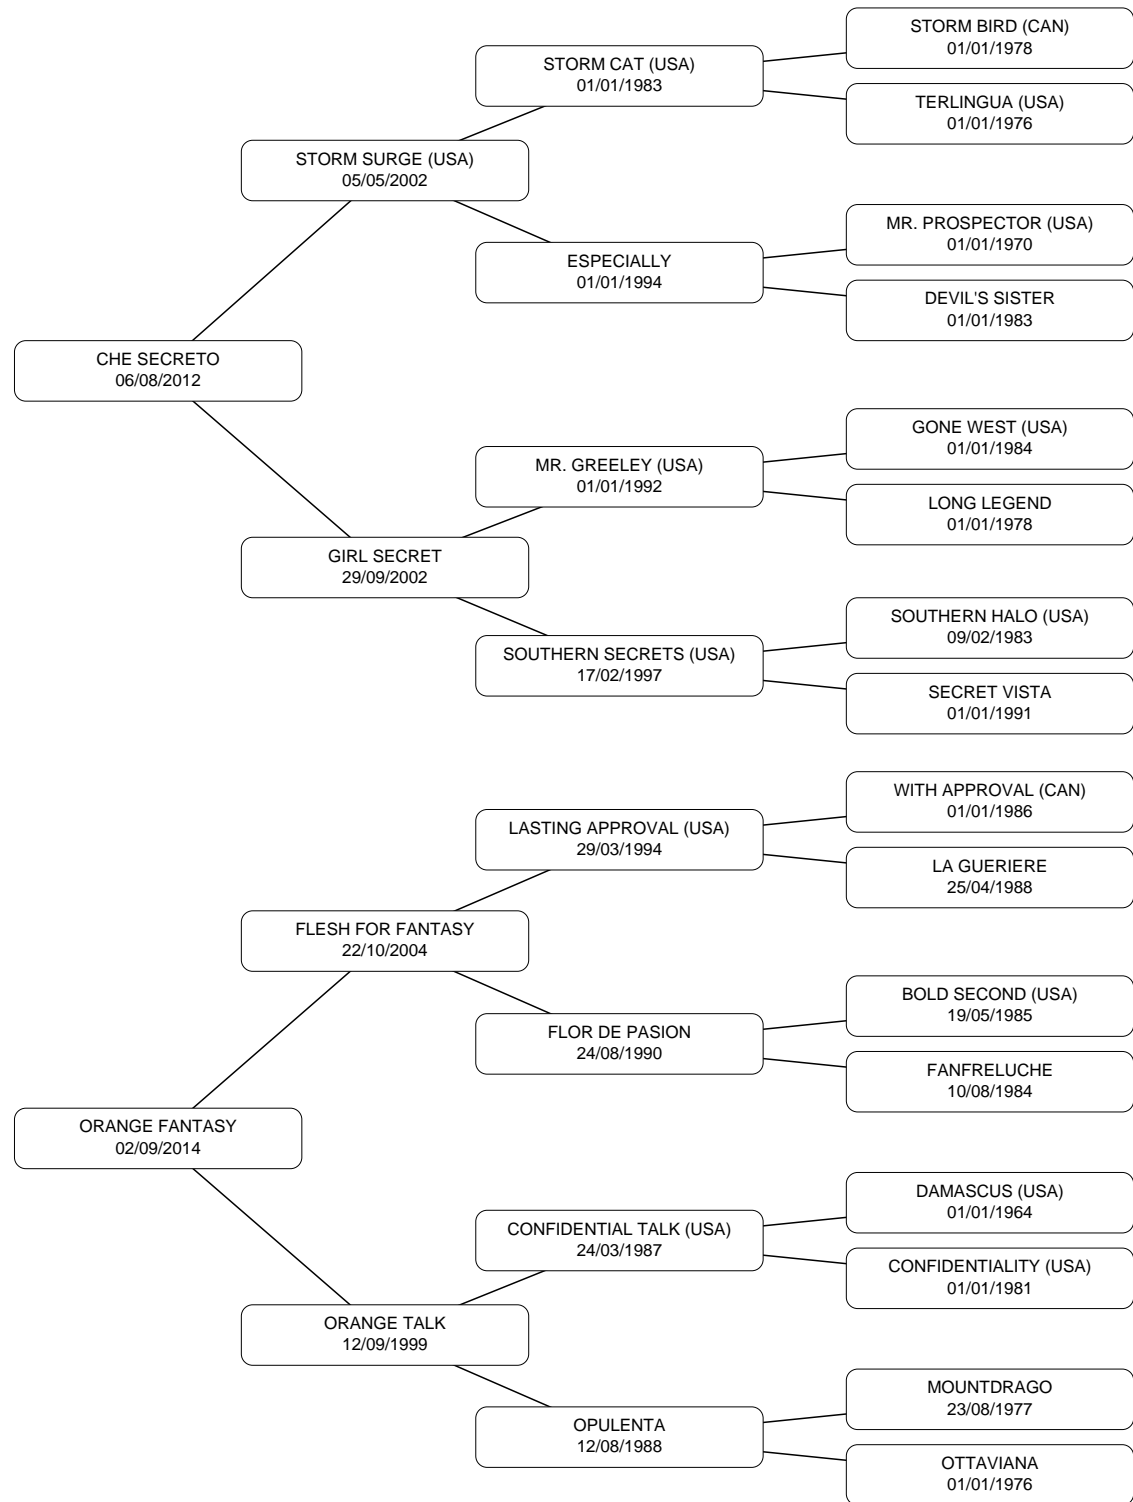 STORM BIRD (CAN)
01/01/1978
STORM CAT (USA)
01/01/1983
TERLINGUA (USA)
01/01/1976
STORM SURGE (USA)
05/05/2002
MR. PROSPECTOR (USA)
01/01/1970
ESPECIALLY
01/01/1994
DEVIL'S SISTER
01/01/1983
CHE SECRETO
06/08/2012
GONE WEST (USA)
01/01/1984
MR. GREELEY (USA)
01/01/1992
LONG LEGEND
01/01/1978
GIRL SECRET
29/09/2002
SOUTHERN HALO (USA)
09/02/1983
SOUTHERN SECRETS (USA)
17/02/1997
SECRET VISTA
01/01/1991
WITH APPROVAL (CAN)
01/01/1986
LASTING APPROVAL (USA)
29/03/1994
LA GUERIERE
25/04/1988
FLESH FOR FANTASY
22/10/2004
BOLD SECOND (USA)
19/05/1985
FLOR DE PASION
24/08/1990
FANFRELUCHE
10/08/1984
ORANGE FANTASY
02/09/2014
DAMASCUS (USA)
01/01/1964
CONFIDENTIAL TALK (USA)
24/03/1987
CONFIDENTIALITY (USA)
01/01/1981
ORANGE TALK
12/09/1999
MOUNTDRAGO
23/08/1977
OPULENTA
12/08/1988
OTTAVIANA
01/01/1976